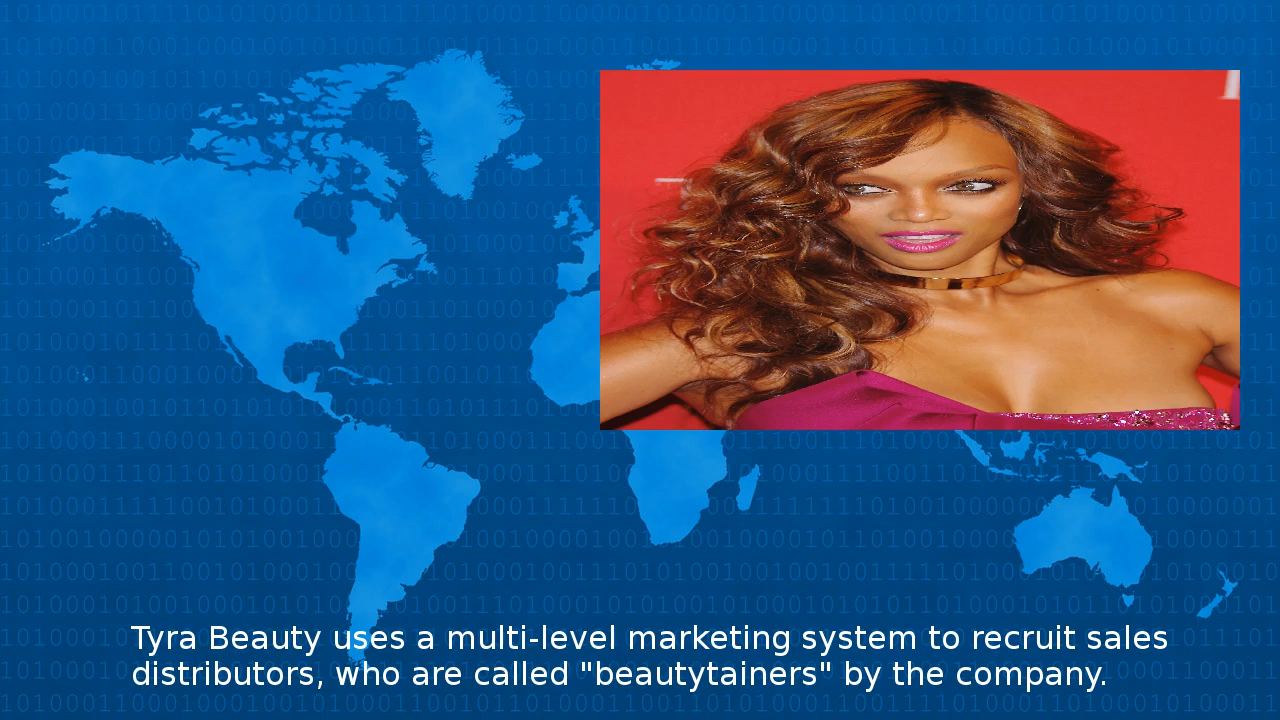 Tyra Beauty uses a multi-level marketing system to recruit sales
distributors, who are called "beautytainers" by the company.